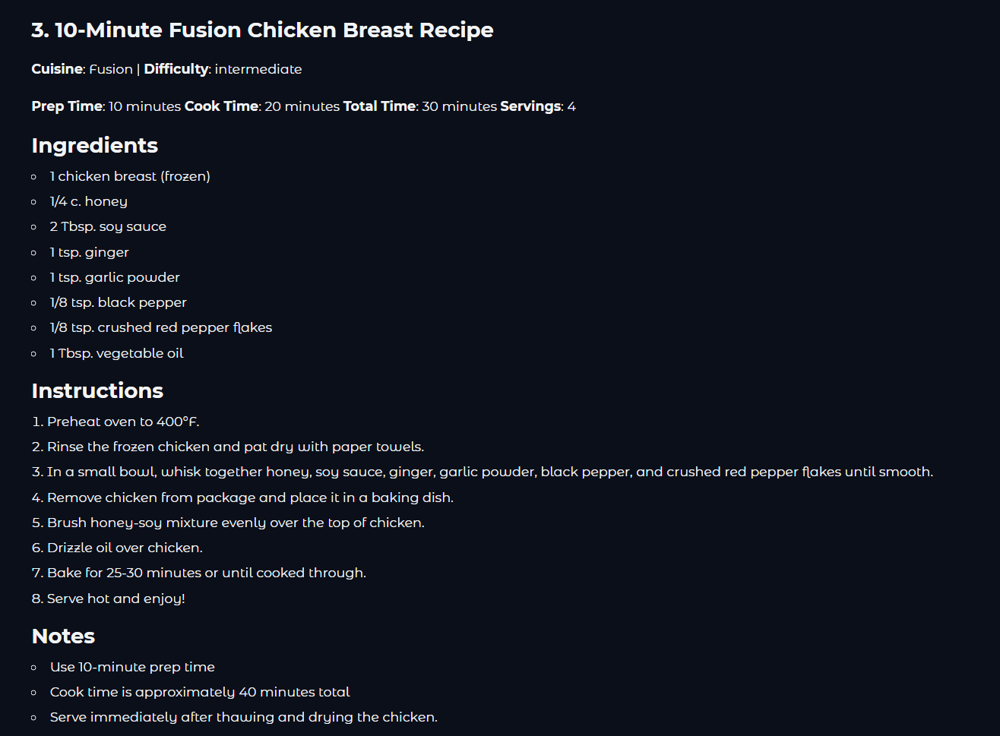 3. 10-Minute Fusion Chicken Breast Recipe
Cuisine: Fusion | Difficulty: intermediate
Prep Time: 10 minutes Cook Time: 20 minutes Total Time: 30 minutes Servings: 4
Ingredients
1 chicken breast (frozen)
1/4 c. honey
2 Tbsp. soy sauce
1 tsp. ginger
1 tsp. garlic powder
1/8 tsp. black pepper
1/8 tsp. crushed red pepper flakes
1 Tbsp. vegetable oil
Instructions
1. Preheat oven to 400°F.
2. Rinse the frozen chicken and pat dry with paper towels.
3. In a small bowl, whisk together honey, soy sauce, ginger, garlic powder, black pepper, and crushed red pepper flakes until smooth.
4. Remove chicken from package and place it in a baking dish.
5. Brush honey-soy mixture evenly over the top of chicken.
6. Drizzle oil over chicken.
7. Bake for 25-30 minutes or until cooked through.
8. Serve hot and enjoy!
Notes
Use 10-minute prep time
Cook time is approximately 40 minutes total
Serve immediately after thawing and drying the chicken.